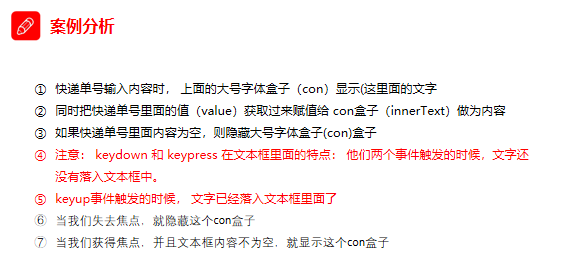 案例分析
① 快递单号输入内容时， 上面的大号字体盒子（con）显示(这里面的文字
② 同时把快递单号里面的值（value）获取过来赋值给 con盒子（innerText）做为内容
③ 如果快递单号里面内容为空，则隐藏大号字体盒子(con)盒子
④ 注意： keydown 和 keypress 在文本框里面的特点： 他们两个事件触发的时候，文字还
没有落入文本框中。
⑤ keyup事件触发的时候， 文字已经落入文本框里面了
⑥ 当我们失去焦点，就隐藏这个con盒子
⑦ 当我们获得焦点，并且文本框内容不为空，就显示这个con盒子